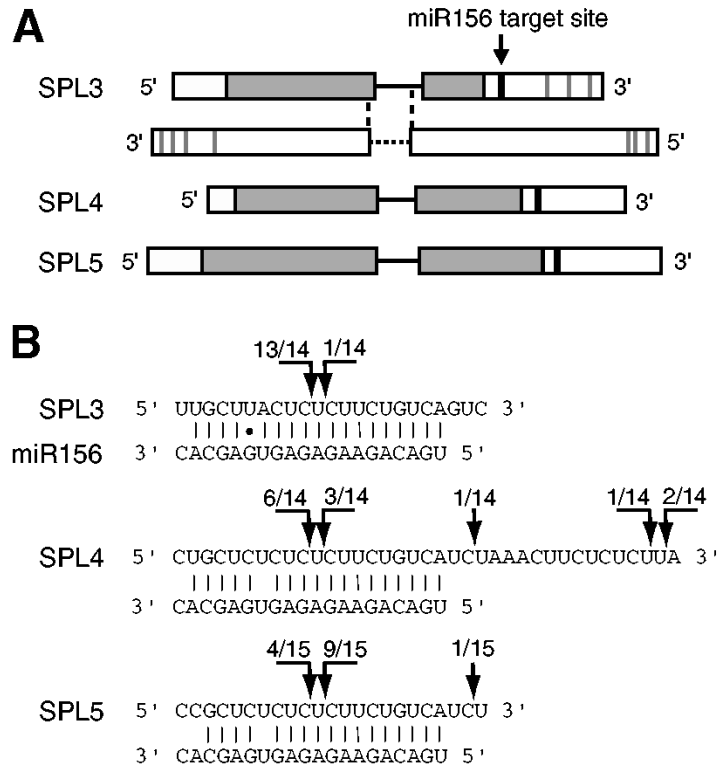 A
miR156 target site
SPL3 5' 3'
3' 5'
SPL4 5' 3'
SPL5 5' 3'
B
13/14 1/14
SPL3 5' UUGCUUACUCUCUUCUGUCAGUC 3'
miR156 3' CACGAGUGAGAGAAGACAGU 5'
6/14 3/14 1/14 1/14 2/14
SPL4 5' CUGCUCUCUCUCUUCUGUCAUCUAAACUUCUCUCUUA 3'
3' CACGAGUGAGAGAAGACAGU 5'
4/15 9/15 1/15
SPL5 5' CCGCUCUCUCUCUUCUGUCAUCU 3'
3' CACGAGUGAGAGAAGACAGU 5'